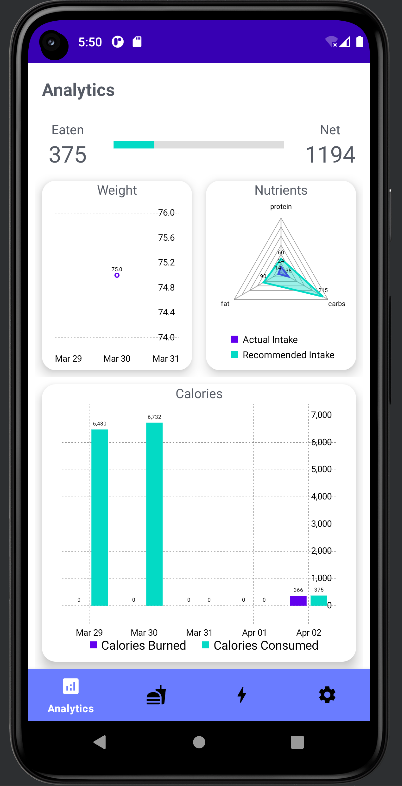 5:50
Analytics
Eaten
Net
375
1194
Weight
76.0
75.6
75.2
75.0
74.8
74.4
74.0
Mar 29 Mar 30 Mar 31
Nutrients
protein
60
24
90
215
fat
carbs
Actual Intake
Recommended Intake
Calories
7,000
6,732
6,000
5,000
4,000
3,000
2,000
1,000
0 0 0 0 0 0 366 375
0
Mar 29 Mar 30 Mar 31 Apr 01 Apr 02
Calories Burned Calories Consumed
Analytics